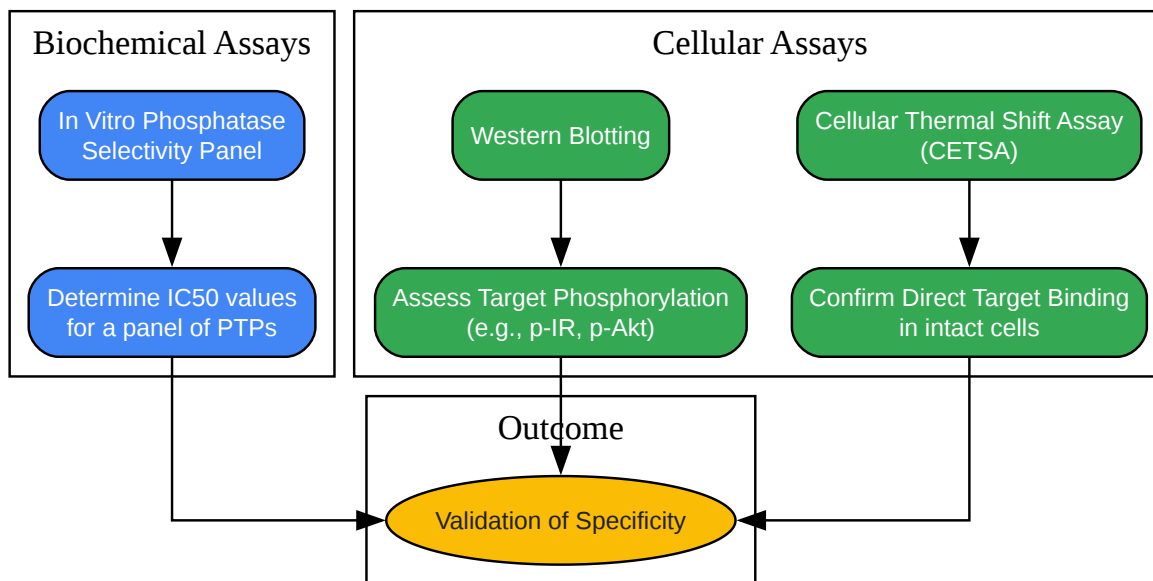 Biochemical Assays
In Vitro Phosphatase
Selectivity Panel
Determine IC50 values
for a panel of PTPs
Cellular Assays
Western Blotting
Assess Target Phosphorylation
(e.g., p-IR, p-Akt)
Cellular Thermal Shift Assay
(CETSA)
Confirm Direct Target Binding
in intact cells
Outcome
Validation of Specificity